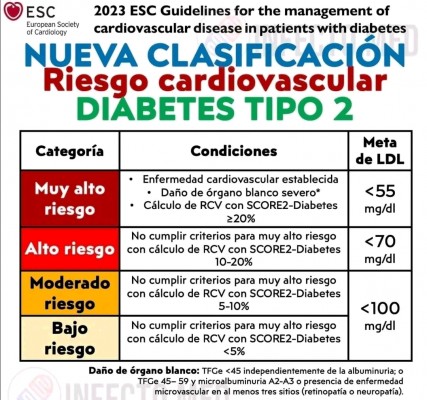 ESC
European Society
of Cardiology
2023 ESC Guidelines for the management of
cardiovascular disease in patients with diabetes
NUEVA CLASIFICACIÓN
Riesgo cardiovascular
DIABETES TIPO 2
Categoría
Condiciones
Meta
de LDL
Muy alto
riesgo
• Enfermedad cardiovascular establecida
• Daño de órgano blanco severo*
• Cálculo de RCV con SCORE2-Diabetes
≥20%
<55
mg/dl
Alto riesgo
No cumplir criterios para muy alto riesgo
con cálculo de RCV con SCORE2-Diabetes
10-20%
<70
mg/dl
Moderado
riesgo
No cumplir criterios para muy alto riesgo
con cálculo de RCV con SCORE2-Diabetes
5-10%
<100
mg/dl
Bajo
riesgo
No cumplir criterios para muy alto riesgo
con cálculo de RCV con SCORE2-Diabetes
<5%
Daño de órgano blanco: TFGe <45 independientemente de la albuminuria; o
TFGe 45– 59 y microalbuminuria A2-A3 o presencia de enfermedad
microvascular en al menos tres sitios (retinopatía o neuropatía).